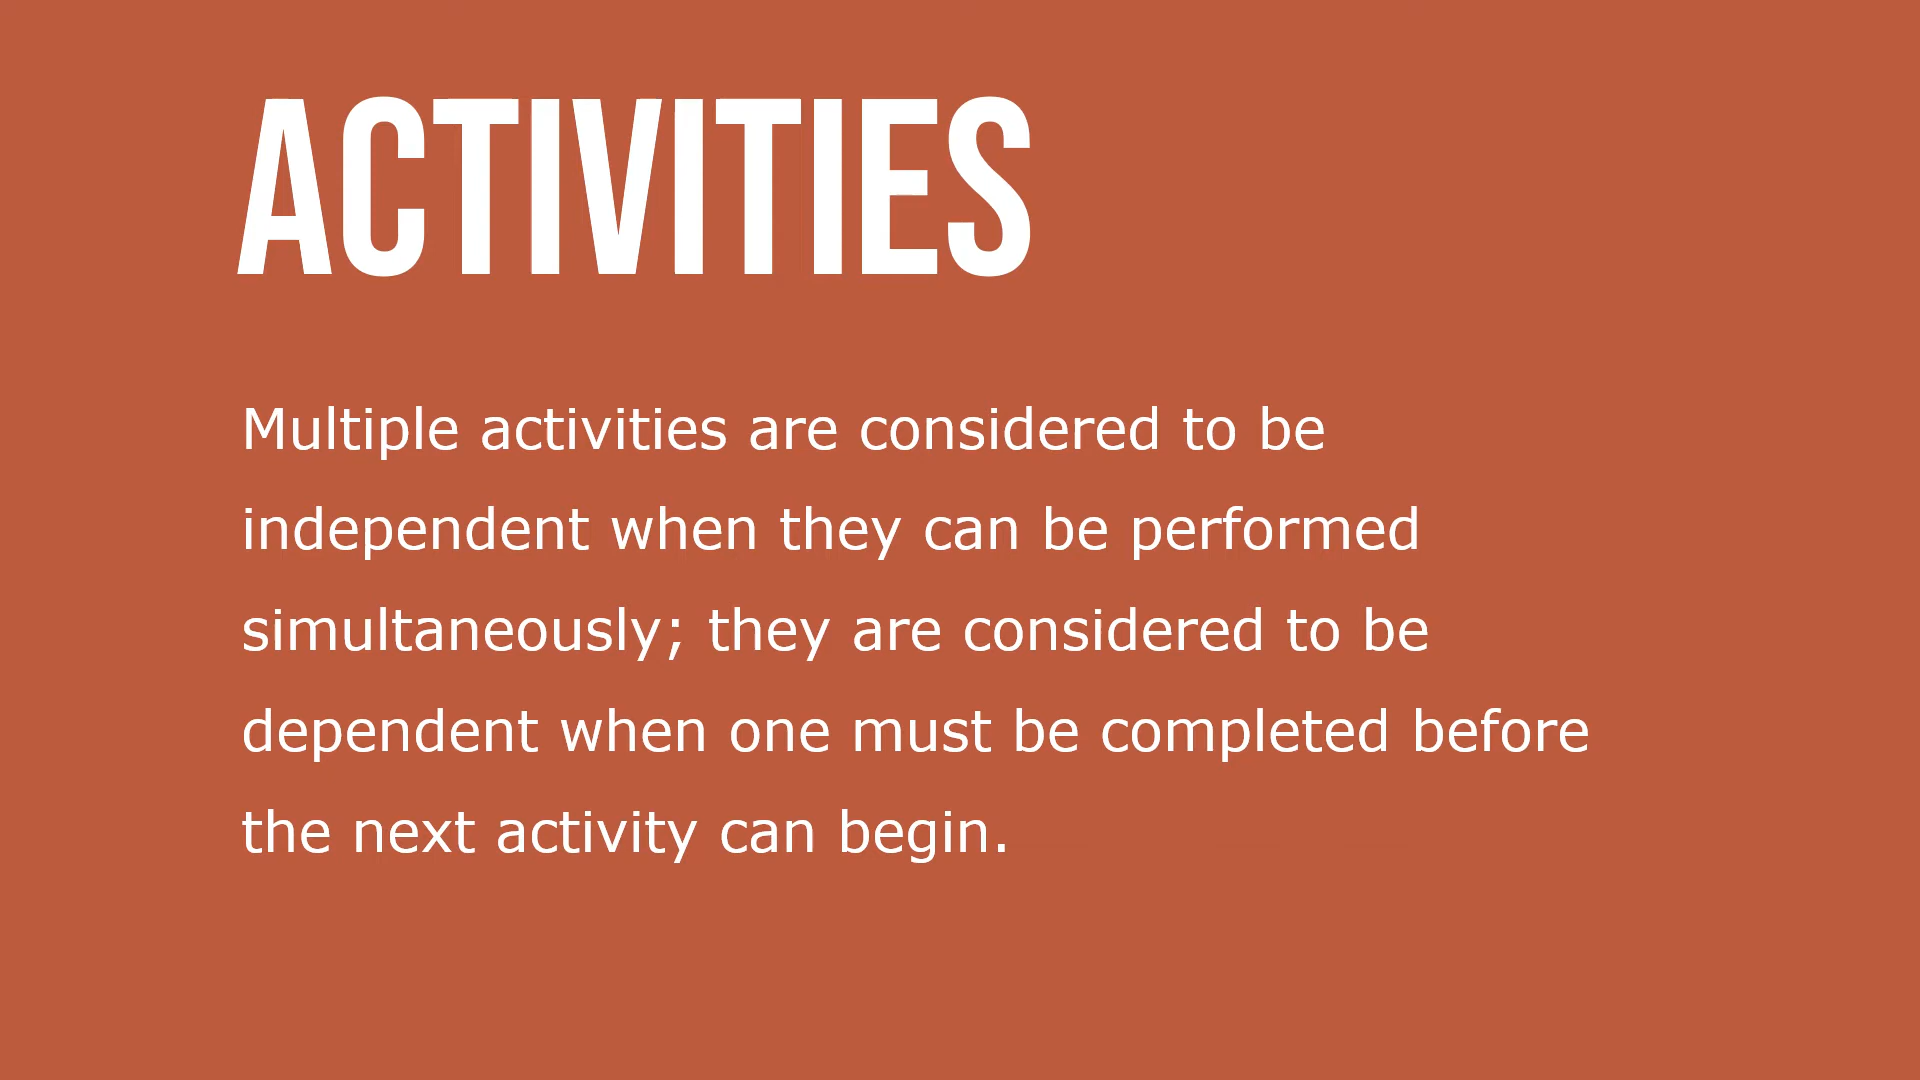 ACTIVITIES
Multiple activities are considered to be
independent when they can be performed
simultaneously; they are considered to be
dependent when one must be completed before
the next activity can begin.